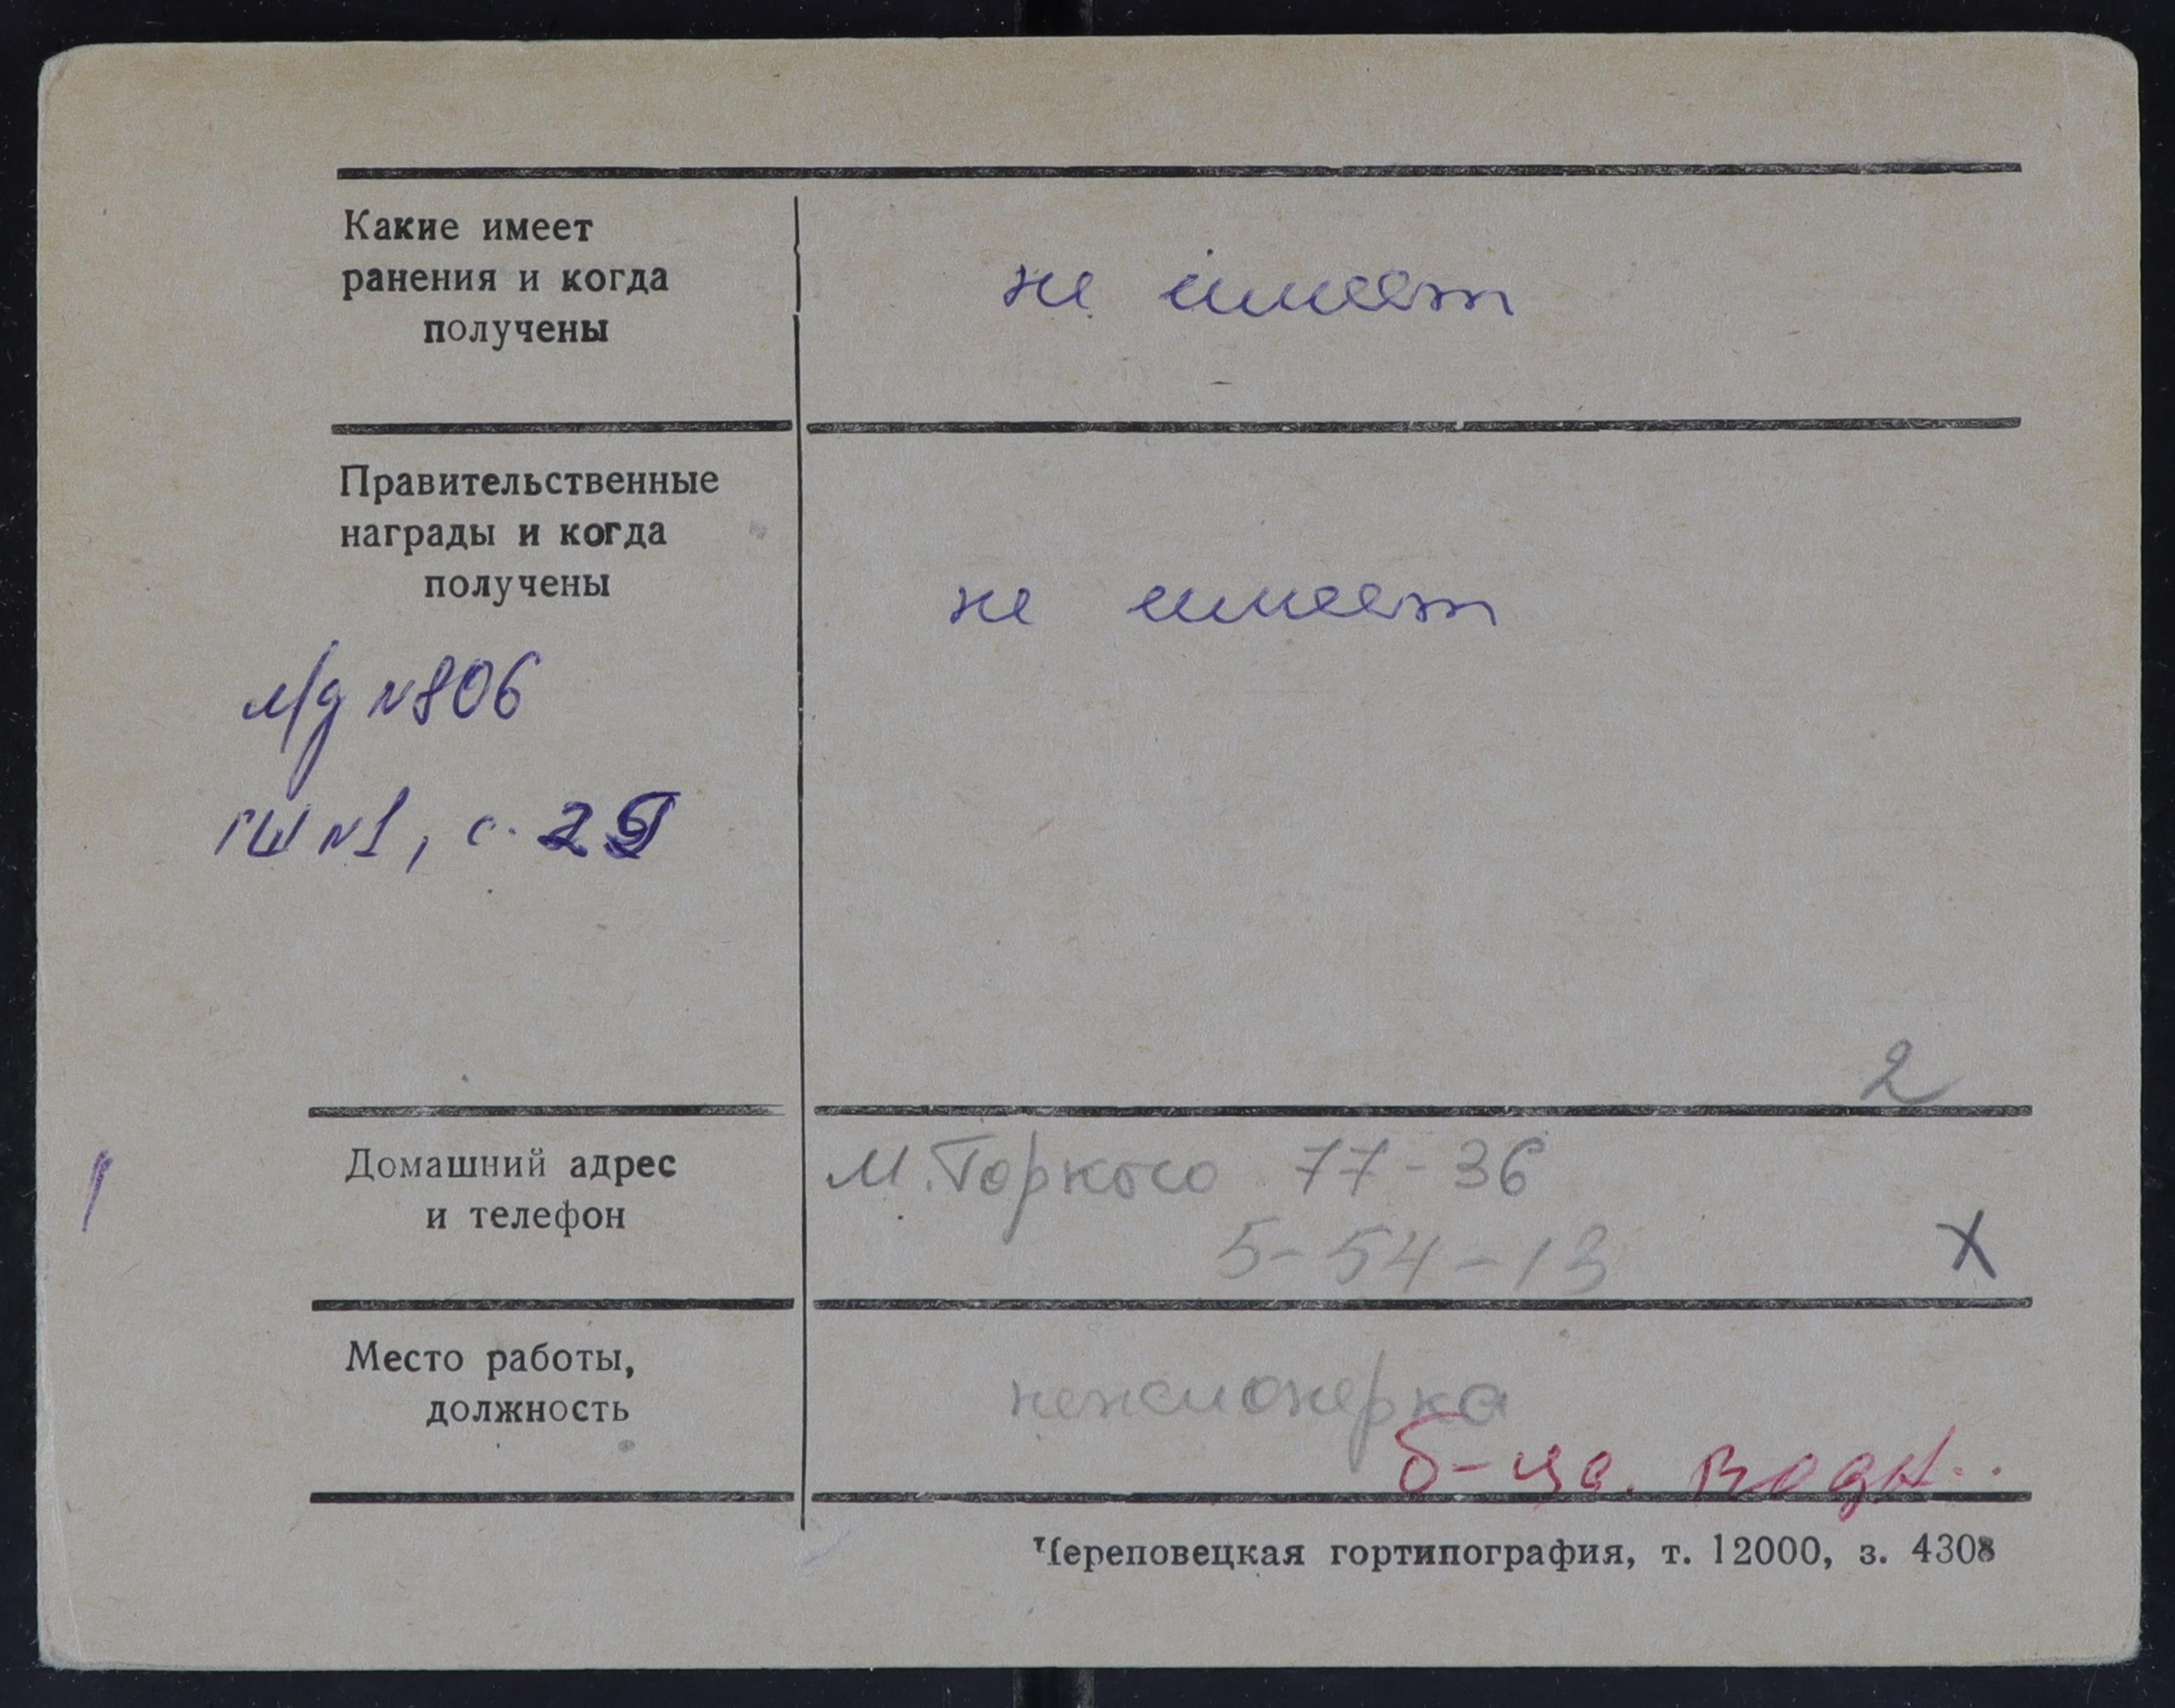 Какие имеет
ранения и когда
получены
не имеет
Правительственные
награды и когда
получены
не имеет
М/д №806
ГШ №1, с. 29
2
Домашний адрес
и телефон
М. Горького 77-36
5-54-13
X
Место работы,
должность
пенсионерка
б-ца. водн..
Череповецкая гортипография, т. 12000, з. 4308